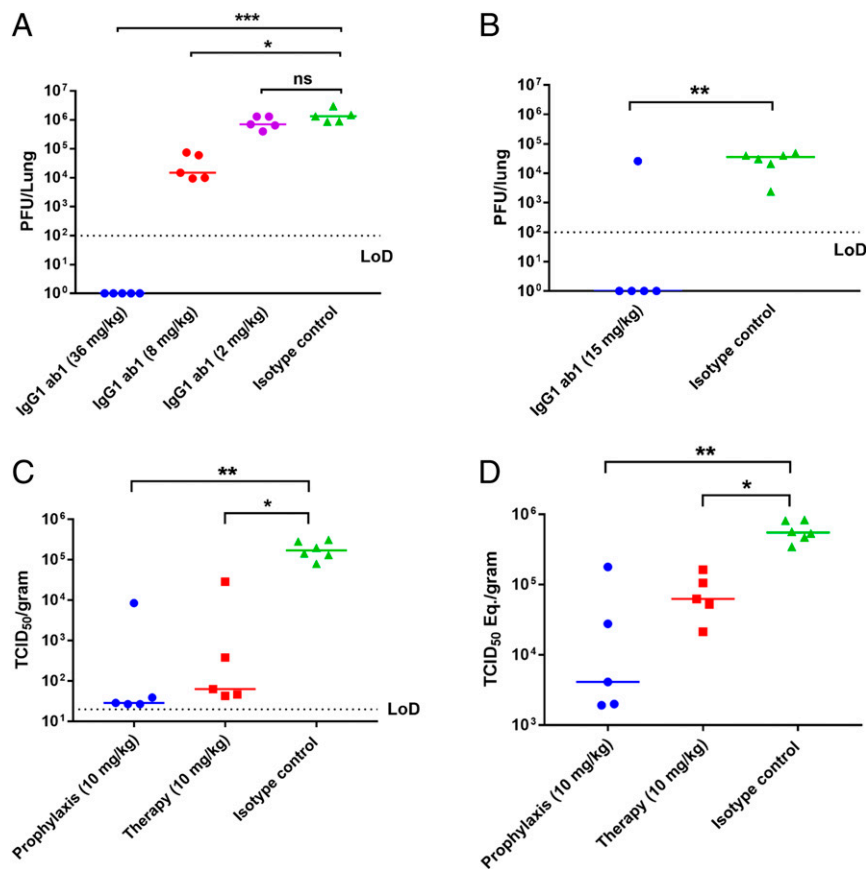 A
***
*
ns
PFU/Lung
10⁷
10⁶
10⁵
10⁴
10³
10²
10¹
10⁰
LoD
IgG1 ab1 (36 mg/kg)
IgG1 ab1 (8 mg/kg)
IgG1 ab1 (2 mg/kg)
Isotype control
B
**
PFU/lung
10⁷
10⁶
10⁵
10⁴
10³
10²
10¹
10⁰
LoD
IgG1 ab1 (15 mg/kg)
Isotype control
C
**
*
TCID₅₀/gram
10⁶
10⁵
10⁴
10³
10²
10¹
LoD
Prophylaxis (10 mg/kg)
Therapy (10 mg/kg)
Isotype control
D
**
*
TCID₅₀ Eq./gram
10⁶
10⁵
10⁴
10³
Prophylaxis (10 mg/kg)
Therapy (10 mg/kg)
Isotype control